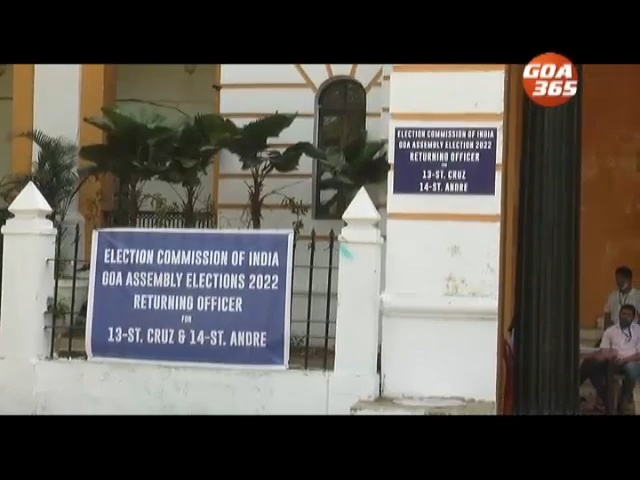 GOA
365
ELECTION COMMISSION OF INDIA
GOA ASSEMBLY ELECTION 2022
RETURNING OFFICER
FOR
13-ST. CRUZ
14-ST. ANDRE
ELECTION COMMISSION OF INDIA
GOA ASSEMBLY ELECTIONS 2022
RETURNING OFFICER
FOR
13-ST. CRUZ & 14-ST. ANDRE